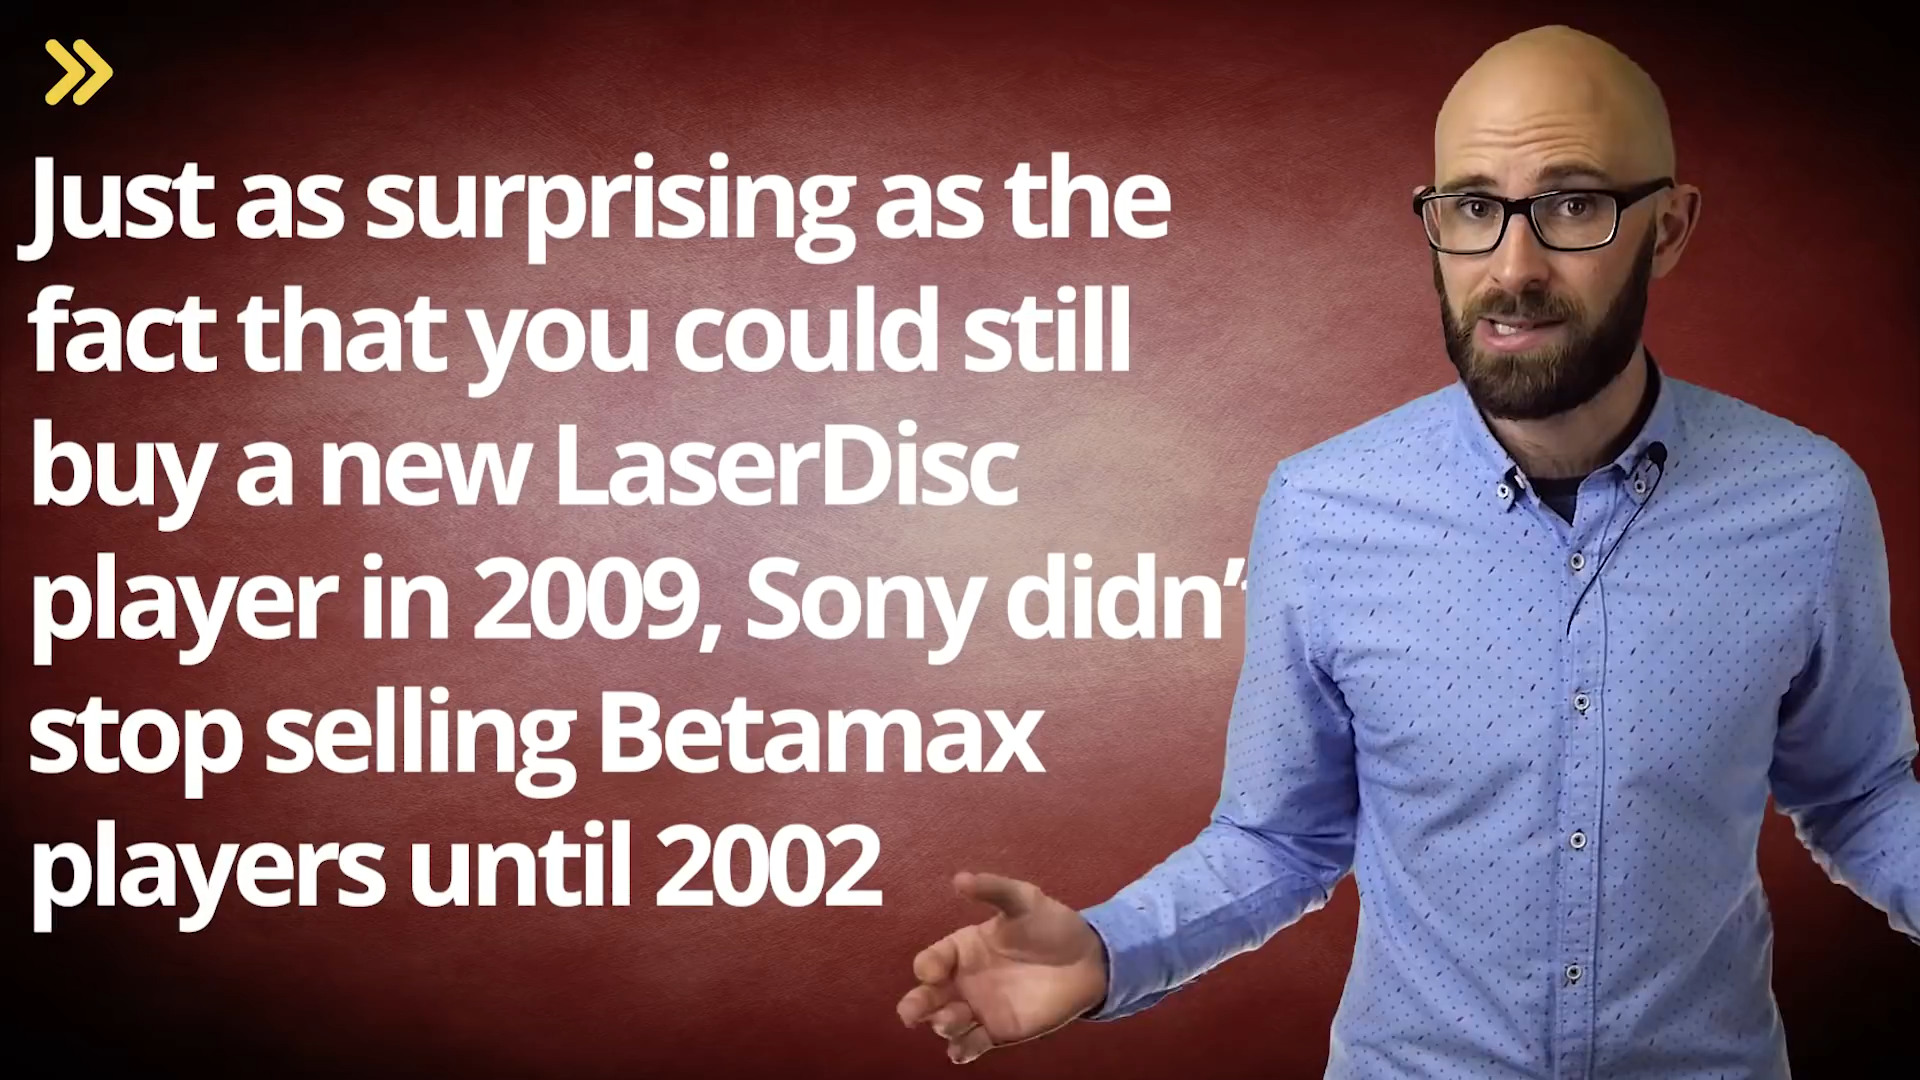 Just as surprising as the
fact that you could still
buy a new LaserDisc
player in 2009, Sony didn’t
stop selling Betamax
players until 2002